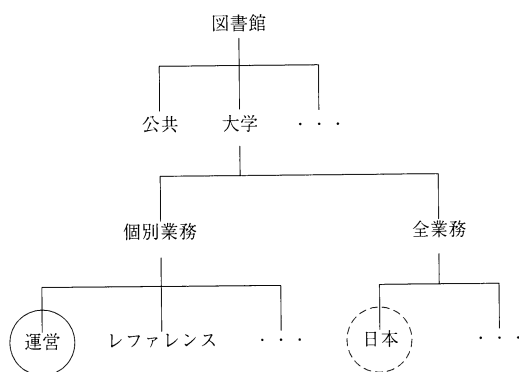 図書館
公共 大学 ・・・
個別業務 全業務
運営 レファレンス ・・・ 日本 ・・・